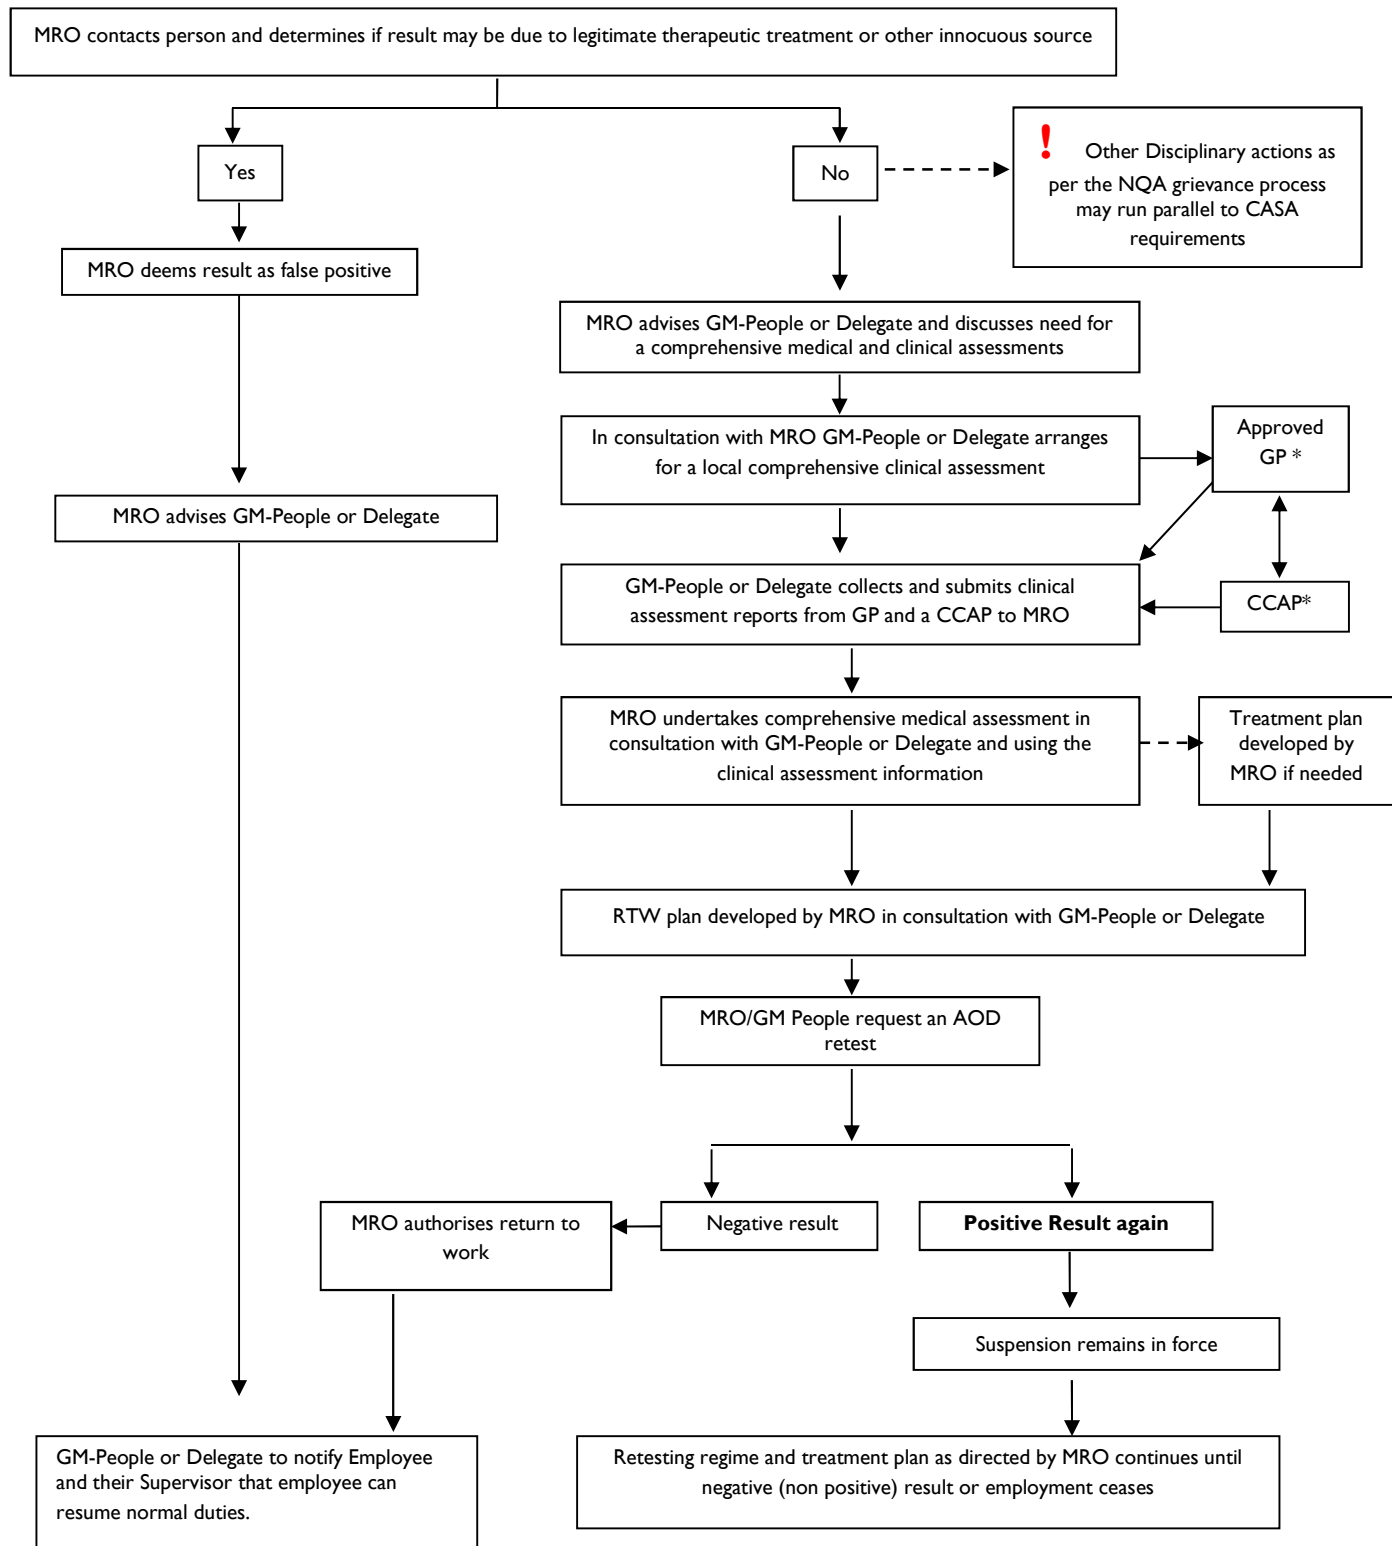 MRO contacts person and determines if result may be due to legitimate therapeutic treatment or other innocuous source
Yes
No
! Other Disciplinary actions as
per the NQA grievance process
may run parallel to CASA
requirements
MRO deems result as false positive
MRO advises GM-People or Delegate and discusses need for
a comprehensive medical and clinical assessments
In consultation with MRO GM-People or Delegate arranges
for a local comprehensive clinical assessment
Approved
GP *
MRO advises GM-People or Delegate
GM-People or Delegate collects and submits clinical
assessment reports from GP and a CCAP to MRO
CCAP*
MRO undertakes comprehensive medical assessment in
consultation with GM-People or Delegate and using the
clinical assessment information
Treatment plan
developed by
MRO if needed
RTW plan developed by MRO in consultation with GM-People or Delegate
MRO/GM People request an AOD
retest
MRO authorises return to
work
Negative result
Positive Result again
Suspension remains in force
GM-People or Delegate to notify Employee
and their Supervisor that employee can
resume normal duties.
Retesting regime and treatment plan as directed by MRO continues until
negative (non positive) result or employment ceases